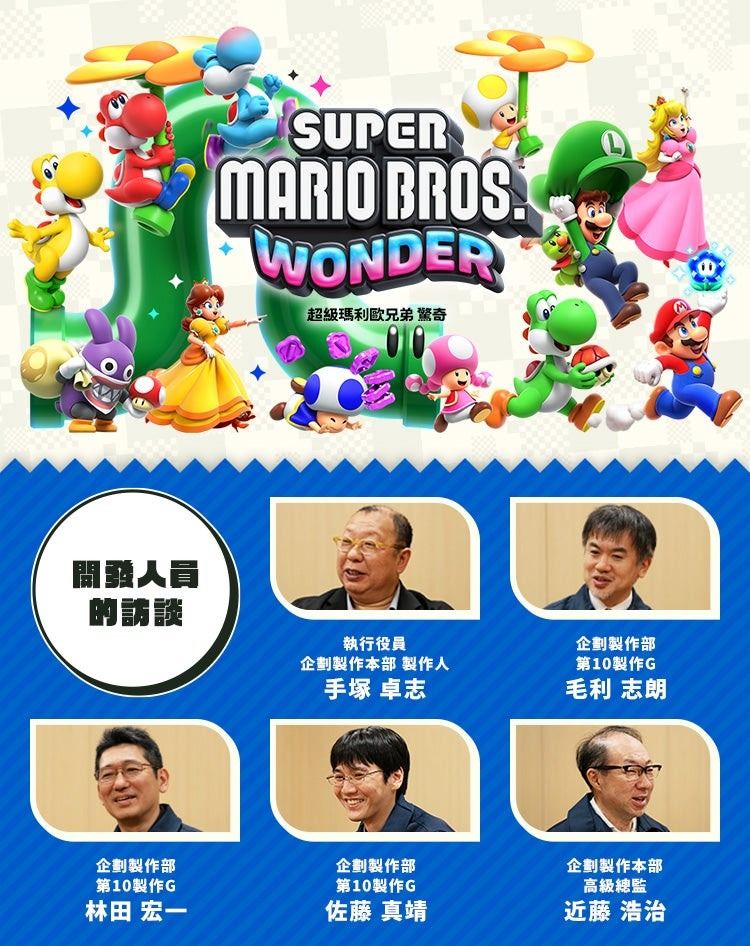 SUPER
MARIO BROS.
WONDER
超級瑪利歐兄弟 驚奇
L
M
開發人員
的訪談
執行役員
企劃製作本部 製作人
手塚 卓志
企劃製作部
第10製作G
毛利 志朗
企劃製作部
第10製作G
林田 宏一
企劃製作部
第10製作G
佐藤 真靖
企劃製作本部
高級總監
近藤 浩治